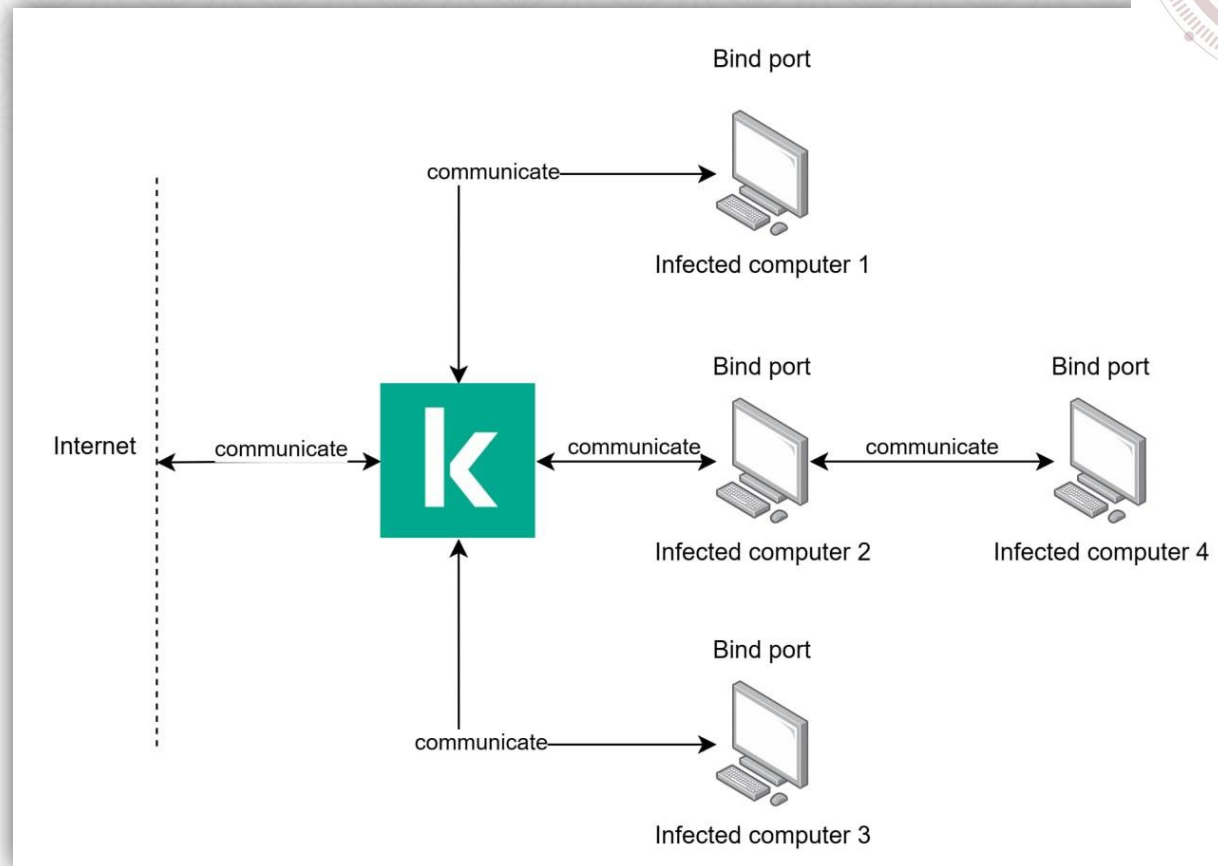 Bind port
communicate
Infected computer 1
Bind port
Bind port
Internet
communicate
k
communicate
communicate
Infected computer 2
Infected computer 4
Bind port
communicate
Infected computer 3